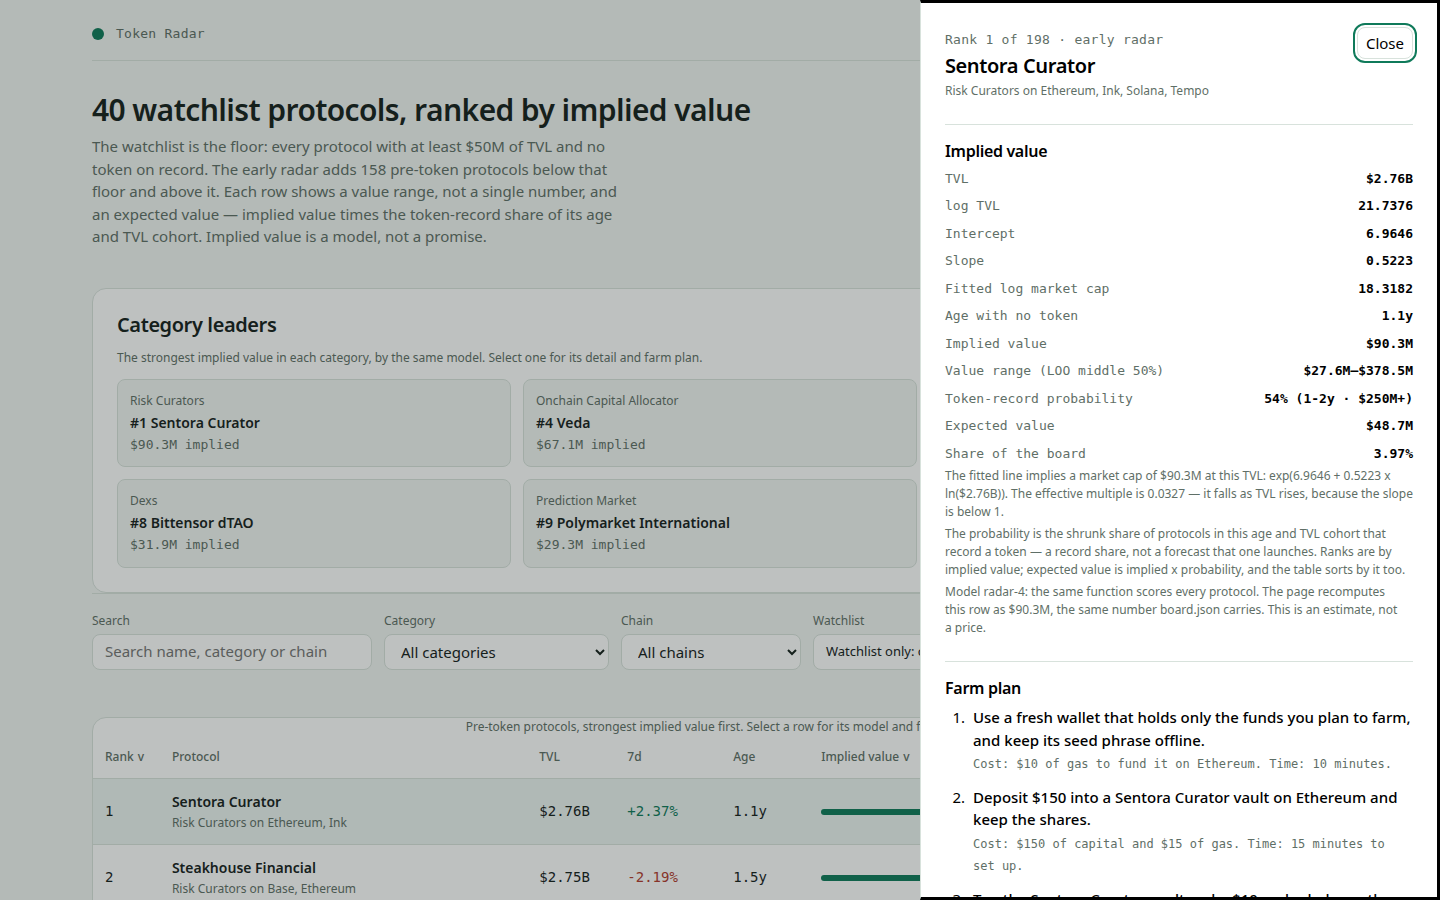 Token Radar
40 watchlist protocols, ranked by implied value
The watchlist is the floor: every protocol with at least $50M of TVL and no
token on record. The early radar adds 158 pre-token protocols below that
floor and above it. Each row shows a value range, not a single number, and
an expected value — implied value times the token-record share of its age
and TVL cohort. Implied value is a model, not a promise.
Category leaders
The strongest implied value in each category, by the same model. Select one for its detail and farm plan.
Risk Curators
#1 Sentora Curator
$90.3M implied
Onchain Capital Allocator
#4 Veda
$67.1M implied
Dexs
#8 Bittensor dTAO
$31.9M implied
Prediction Market
#9 Polymarket International
$29.3M implied
Search Category Chain Watchlist
Search name, category or chain All categories All chains Watchlist only:
Pre-token protocols, strongest implied value first. Select a row for its model and
Rank v Protocol TVL 7d Age Implied value v
1 Sentora Curator $2.76B +2.37% 1.1y
Risk Curators on Ethereum, Ink
2 Steakhouse Financial $2.75B -2.19% 1.5y
Risk Curators on Base, Ethereum
Rank 1 of 198 · early radar
Close
Sentora Curator
Risk Curators on Ethereum, Ink, Solana, Tempo
Implied value
TVL $2.76B
log TVL 21.7376
Intercept 6.9646
Slope 0.5223
Fitted log market cap 18.3182
Age with no token 1.1y
Implied value $90.3M
Value range (LOO middle 50%) $27.6M–$378.5M
Token-record probability 54% (1-2y · $250M+)
Expected value $48.7M
Share of the board 3.97%
The fitted line implies a market cap of $90.3M at this TVL: exp(6.9646 + 0.5223 x
ln($2.76B)). The effective multiple is 0.0327 — it falls as TVL rises, because the slope
is below 1.
The probability is the shrunk share of protocols in this age and TVL cohort that
record a token — a record share, not a forecast that one launches. Ranks are by
implied value; expected value is implied x probability, and the table sorts by it too.
Model radar-4: the same function scores every protocol. The page recomputes
this row as $90.3M, the same number board.json carries. This is an estimate, not
a price.
Farm plan
1. Use a fresh wallet that holds only the funds you plan to farm,
and keep its seed phrase offline.
Cost: $10 of gas to fund it on Ethereum. Time: 10 minutes.
2. Deposit $150 into a Sentora Curator vault on Ethereum and
keep the shares.
Cost: $150 of capital and $15 of gas. Time: 15 minutes to
set up.